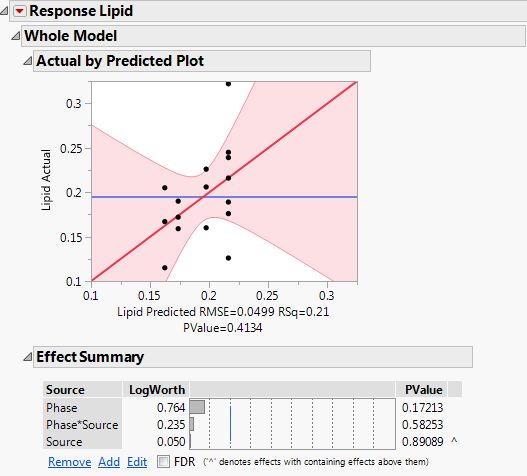 Response Lipid
Whole Model
Actual by Predicted Plot
0.3
0.25
0.2
0.15
0.1
Lipid Actual
0.1 0.15 0.2 0.25 0.3
Lipid Predicted RMSE=0.0499 RSq=0.21
PValue=0.4134
Effect Summary
Source LogWorth PValue
Phase 0.764 0.17213
Phase*Source 0.235 0.58253
Source 0.050 0.89089 ^
Remove Add Edit FDR ('^' denotes effects with containing effects above them)